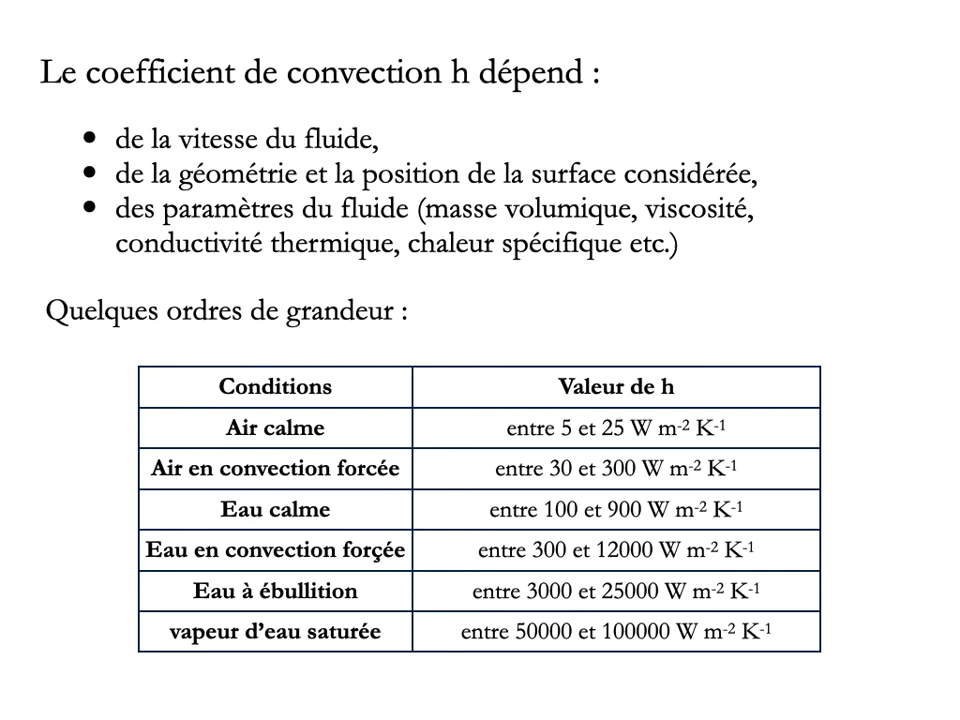 Le coefficient de convection h dépend :
• de la vitesse du fluide,
• de la géométrie et la position de la surface considérée,
• des paramètres du fluide (masse volumique, viscosité,
conductivité thermique, chaleur spécifique etc.)
Quelques ordres de grandeur :
Conditions Valeur de h
Air calme entre 5 et 25 W m-2 K-1
Air en convection forcée entre 30 et 300 W m-2 K-1
Eau calme entre 100 et 900 W m-2 K-1
Eau en convection forçée entre 300 et 12000 W m-2 K-1
Eau à ébullition entre 3000 et 25000 W m-2 K-1
vapeur d’eau saturée entre 50000 et 100000 W m-2 K-1